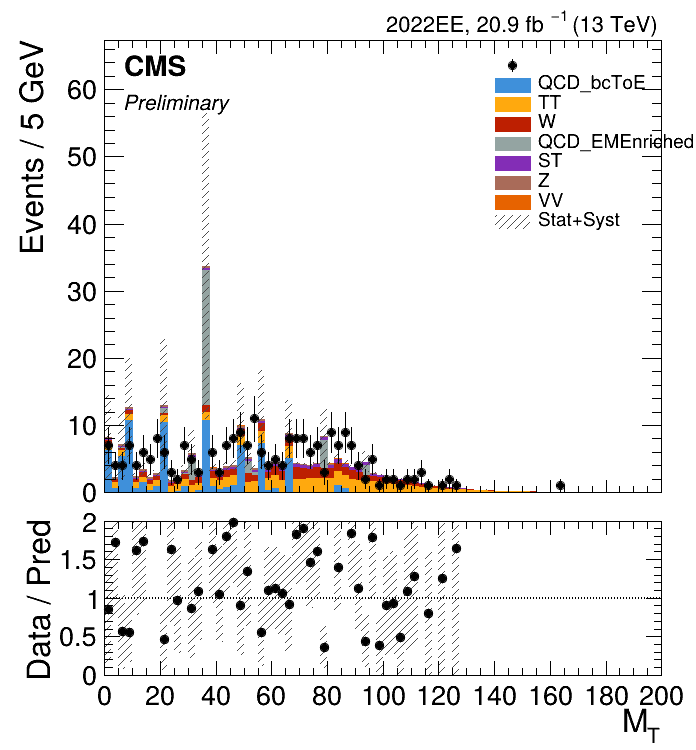 2022EE, 20.9 fb⁻¹ (13 TeV)
CMS
Preliminary
Events / 5 GeV
60
50
40
30
20
10
0
QCD_bcToE
TT
W
QCD_EMEnriched
ST
Z
VV
Stat+Syst
Data / Pred
2
1.5
1
0.5
0
0 20 40 60 80 100 120 140 160 180 200
M_T